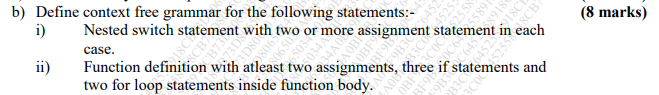 b) Define context free grammar for the following statements:- (8 marks)
i) Nested switch statement with two or more assignment statement in each
case.
ii) Function definition with atleast two assignments, three if statements and
two for loop statements inside function body.